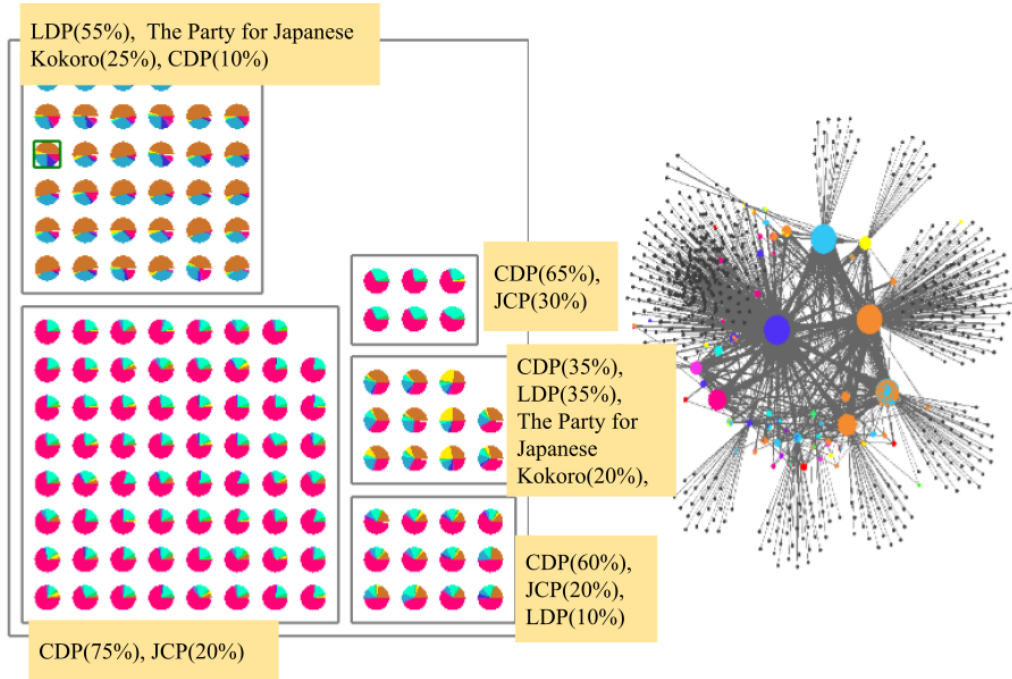 LDP(55%), The Party for Japanese
Kokoro(25%), CDP(10%)
CDP(65%),
JCP(30%)
CDP(35%),
LDP(35%),
The Party for
Japanese
Kokoro(20%),
CDP(60%),
JCP(20%),
LDP(10%)
CDP(75%), JCP(20%)